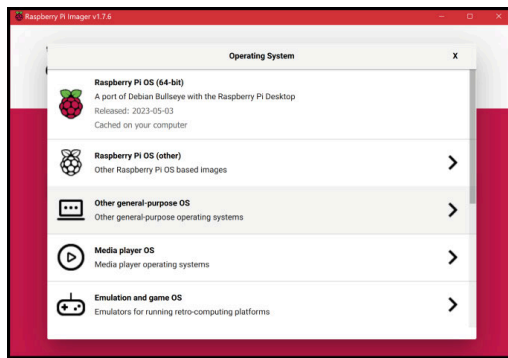 Raspberry Pi Imager v1.7.6
Operating System
X
Raspberry Pi OS (64-bit)
A port of Debian Bullseye with the Raspberry Pi Desktop
Released: 2023-05-03
Cached on your computer
Raspberry Pi OS (other)
Other Raspberry Pi OS based images
Other general-purpose OS
Other general-purpose operating systems
Media player OS
Media player operating systems
Emulation and game OS
Emulators for running retro-computing platforms